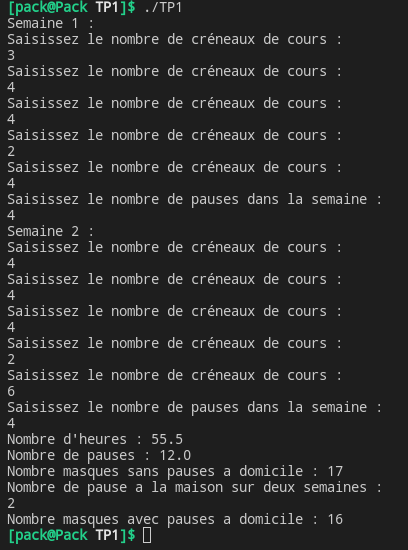 [pack@Pack TP1]$ ./TP1
Semaine 1 :
Saisissez le nombre de créneaux de cours :
3
Saisissez le nombre de créneaux de cours :
4
Saisissez le nombre de créneaux de cours :
4
Saisissez le nombre de créneaux de cours :
2
Saisissez le nombre de créneaux de cours :
4
Saisissez le nombre de pauses dans la semaine :
4
Semaine 2 :
Saisissez le nombre de créneaux de cours :
4
Saisissez le nombre de créneaux de cours :
4
Saisissez le nombre de créneaux de cours :
4
Saisissez le nombre de créneaux de cours :
2
Saisissez le nombre de créneaux de cours :
6
Saisissez le nombre de pauses dans la semaine :
4
Nombre d'heures : 55.5
Nombre de pauses : 12.0
Nombre masques sans pauses a domicile : 17
Nombre de pause a la maison sur deux semaines :
2
Nombre masques avec pauses a domicile : 16
[pack@Pack TP1]$